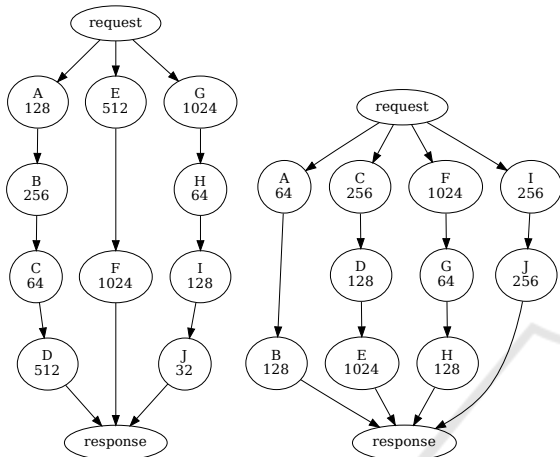 request
A
128
E
512
G
1024
B
256
H
64
C
64
F
1024
I
128
D
512
J
32
response
request
A
64
C
256
F
1024
I
256
D
128
G
64
J
256
B
128
E
1024
H
128
response